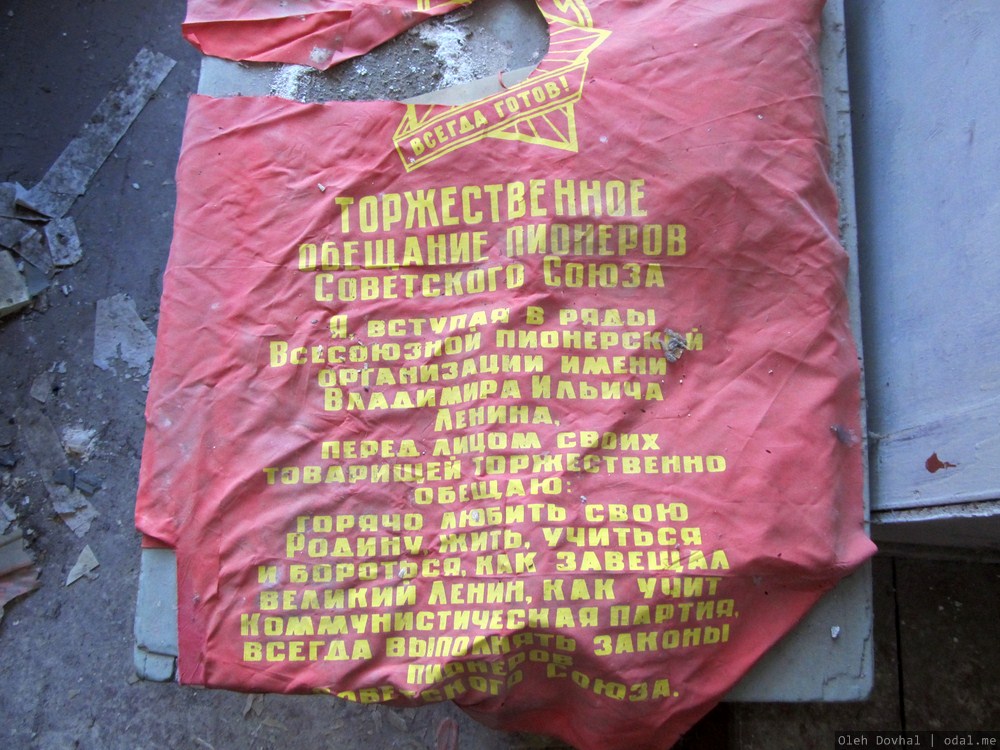 ВСЕГДА ГОТОВ!
ТОРЖЕСТВЕННОЕ
ОБЕЩАНИЕ ПИОНЕРОВ
СОВЕТСКОГО СОЮЗА
Я, ВСТУПАЯ В РЯДЫ
ВСЕСОЮЗНОЙ ПИОНЕРСКОЙ
ОРГАНИЗАЦИИ ИМЕНИ
ВЛАДИМИРА ИЛЬИЧА
ЛЕНИНА,
ПЕРЕД ЛИЦОМ СВОИХ
ТОВАРИЩЕЙ ТОРЖЕСТВЕННО
ОБЕЩАЮ:
ГОРЯЧО ЛЮБИТЬ СВОЮ
РОДИНУ, ЖИТЬ, УЧИТЬСЯ
И БОРОТЬСЯ, КАК ЗАВЕЩАЛ
ВЕЛИКИЙ ЛЕНИН, КАК УЧИТ
КОММУНИСТИЧЕСКАЯ ПАРТИЯ,
ВСЕГДА ВЫПОЛНЯТЬ ЗАКОНЫ
ПИОНЕРОВ
СОВЕТСКОГО СОЮЗА.
Oleh Dovhal | odal.me